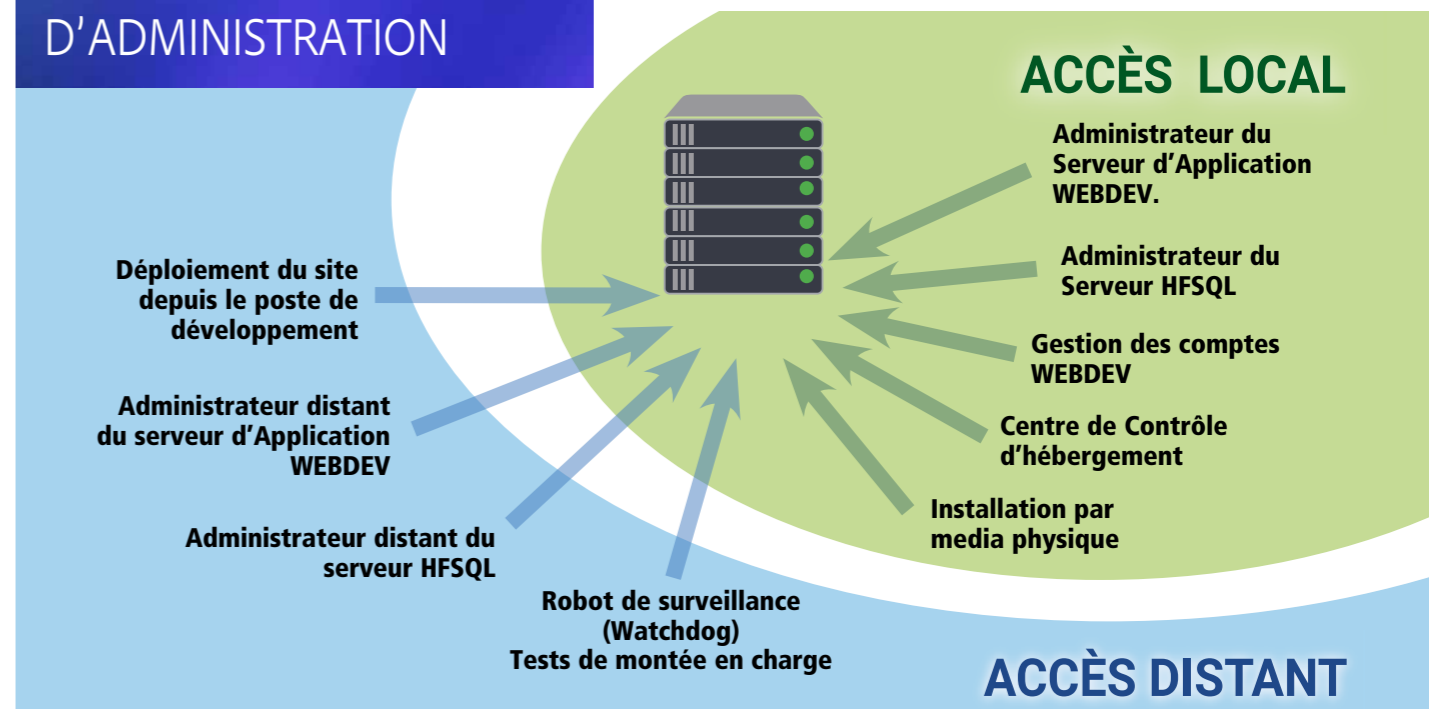 D'ADMINISTRATION
ACCÈS LOCAL
Administrateur du
Serveur d'Application
WEBDEV.
Administrateur du
Serveur HFSQL
Gestion des comptes
WEBDEV
Centre de Contrôle
d'hébergement
Installation par
media physique
Déploiement du site
depuis le poste de
développement
Administrateur distant
du serveur d'Application
WEBDEV
Administrateur distant du
serveur HFSQL
Robot de surveillance
(Watchdog)
Tests de montée en charge
ACCÈS DISTANT